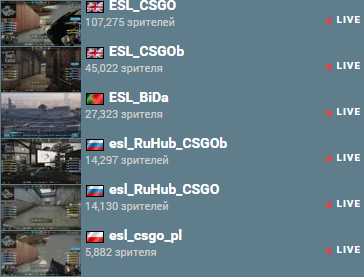 ESL_CSGO
107,275 зрителей
LIVE
ESL_CSGOb
45,022 зрителя
LIVE
ESL_BiDa
27,323 зрителя
LIVE
esl_RuHub_CSGOb
14,297 зрителей
LIVE
esl_RuHub_CSGO
14,130 зрителей
LIVE
esl_csgo_pl
5,882 зрителя
LIVE